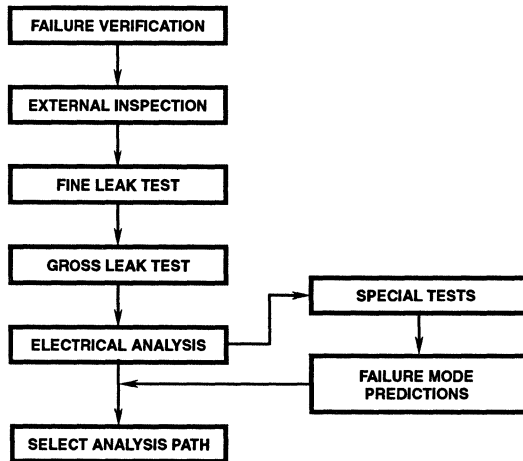 FAILURE VERIFICATION
EXTERNAL INSPECTION
FINE LEAK TEST
GROSS LEAK TEST
SPECIAL TESTS
ELECTRICAL ANALYSIS
FAILURE MODE
PREDICTIONS
SELECT ANALYSIS PATH